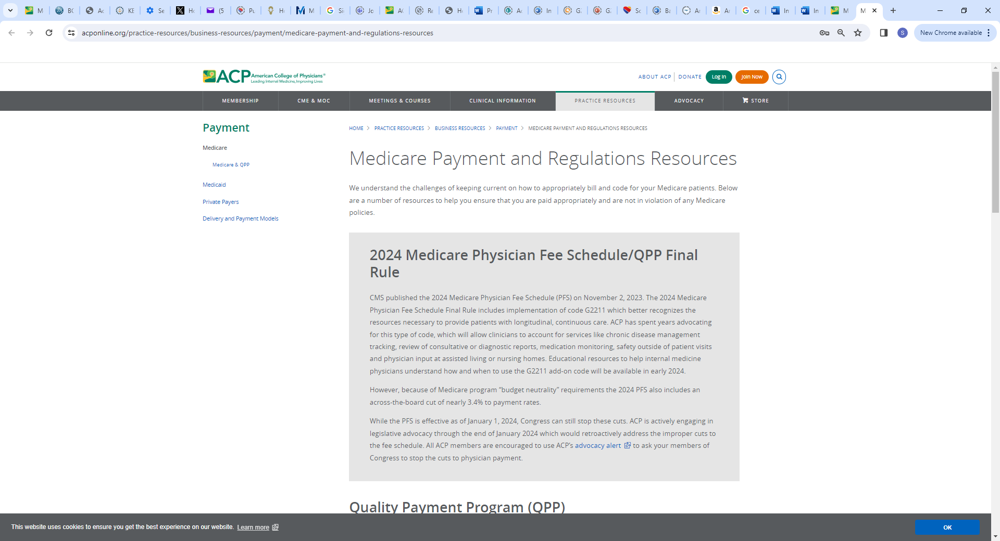 M
BC
Ac
KE
Se
Ho
(5
Pu
H
M
Si
Jo
AC
Re
H
Pr
Ac
In
G
G
Sc
Ba
Ar
Ar
ce
In
In
M
M
acponline.org/practice-resources/business-resources/payment/medicare-payment-and-regulations-resources
S
New Chrome available
ACP American College of Physicians®
Leading Internal Medicine, Improving Lives
ABOUT ACP DONATE Log In Join Now
MEMBERSHIP CME & MOC MEETINGS & COURSES CLINICAL INFORMATION PRACTICE RESOURCES ADVOCACY STORE
Payment
Medicare
Medicare & QPP
Medicaid
Private Payers
Delivery and Payment Models
HOME > PRACTICE RESOURCES > BUSINESS RESOURCES > PAYMENT > MEDICARE PAYMENT AND REGULATIONS RESOURCES
Medicare Payment and Regulations Resources
We understand the challenges of keeping current on how to appropriately bill and code for your Medicare patients. Below
are a number of resources to help you ensure that you are paid appropriately and are not in violation of any Medicare
policies.
2024 Medicare Physician Fee Schedule/QPP Final
Rule
CMS published the 2024 Medicare Physician Fee Schedule (PFS) on November 2, 2023. The 2024 Medicare
Physician Fee Schedule Final Rule includes implementation of code G2211 which better recognizes the
resources necessary to provide patients with longitudinal, continuous care. ACP has spent years advocating
for this type of code, which will allow clinicians to account for services like chronic disease management
tracking, review of consultative or diagnostic reports, medication monitoring, safety outside of patient visits
and physician input at assisted living or nursing homes. Educational resources to help internal medicine
physicians understand how and when to use the G2211 add-on code will be available in early 2024.
However, because of Medicare program “budget neutrality” requirements the 2024 PFS also includes an
across-the-board cut of nearly 3.4% to payment rates.
While the PFS is effective as of January 1, 2024, Congress can still stop these cuts. ACP is actively engaging in
legislative advocacy through the end of January 2024 which would retroactively address the improper cuts to
the fee schedule. All ACP members are encouraged to use ACP’s advocacy alert to ask your members of
Congress to stop the cuts to physician payment.
Quality Payment Program (QPP)
This website uses cookies to ensure you get the best experience on our website. Learn more
OK